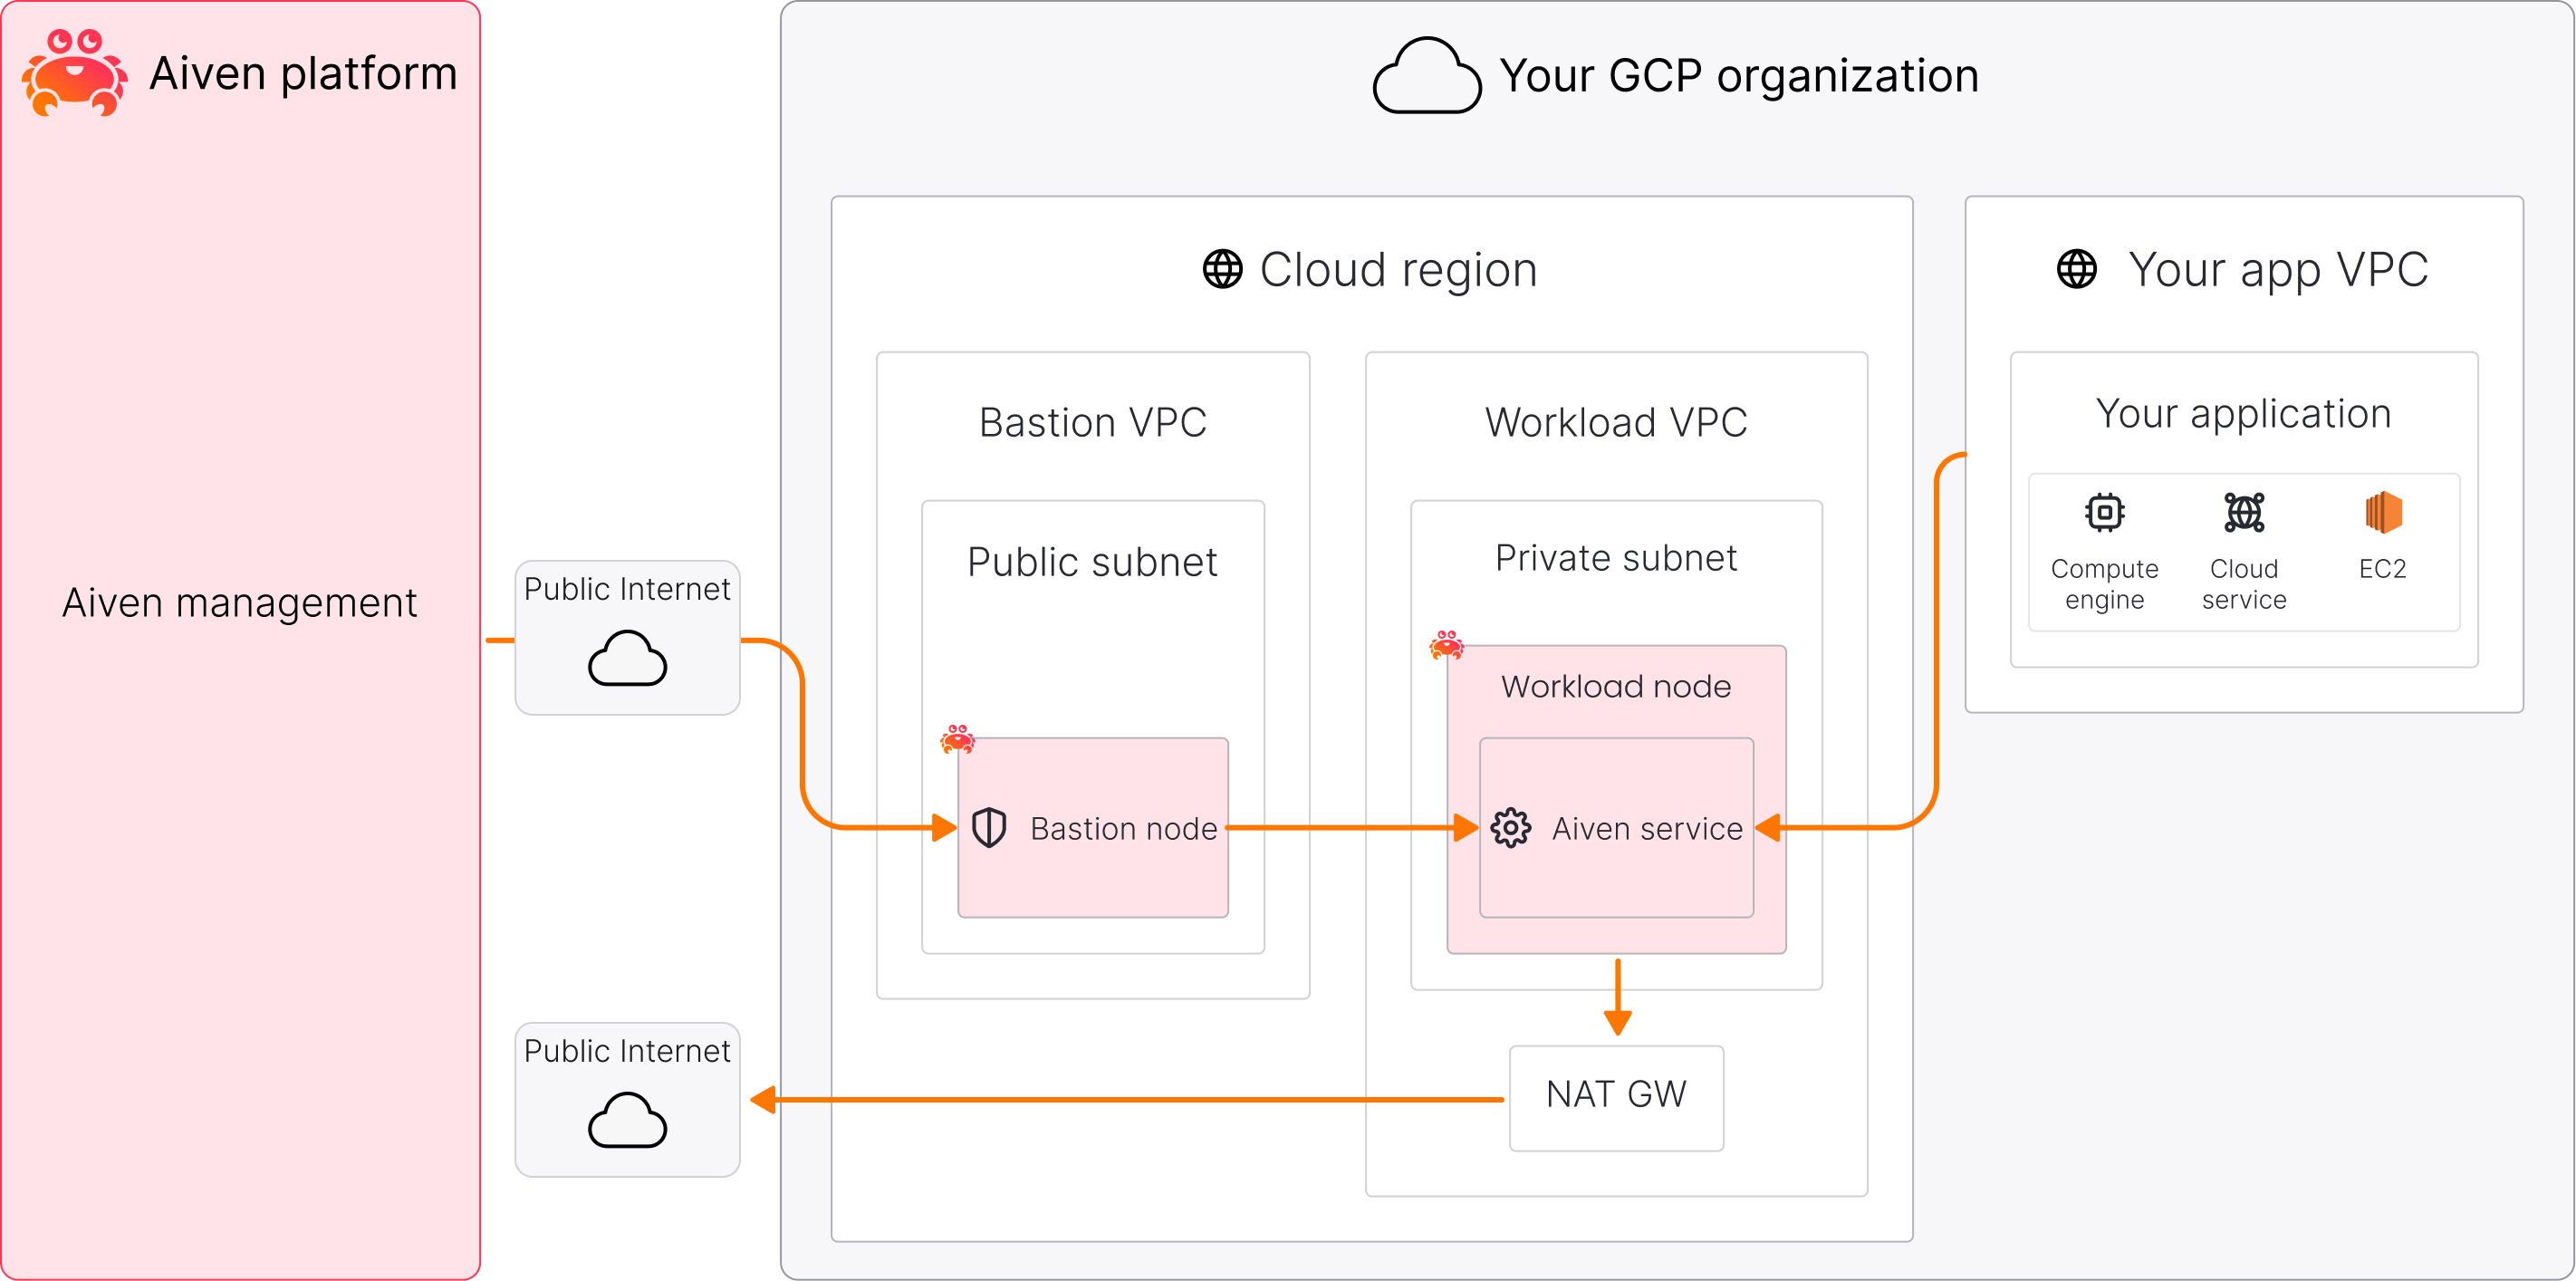 Aiven platform
Aiven management
Public Internet
Public Internet
Your GCP organization
Cloud region
Bastion VPC
Public subnet
Bastion node
Workload VPC
Private subnet
Workload node
Aiven service
NAT GW
Your app VPC
Your application
Compute
engine
Cloud
service
EC2